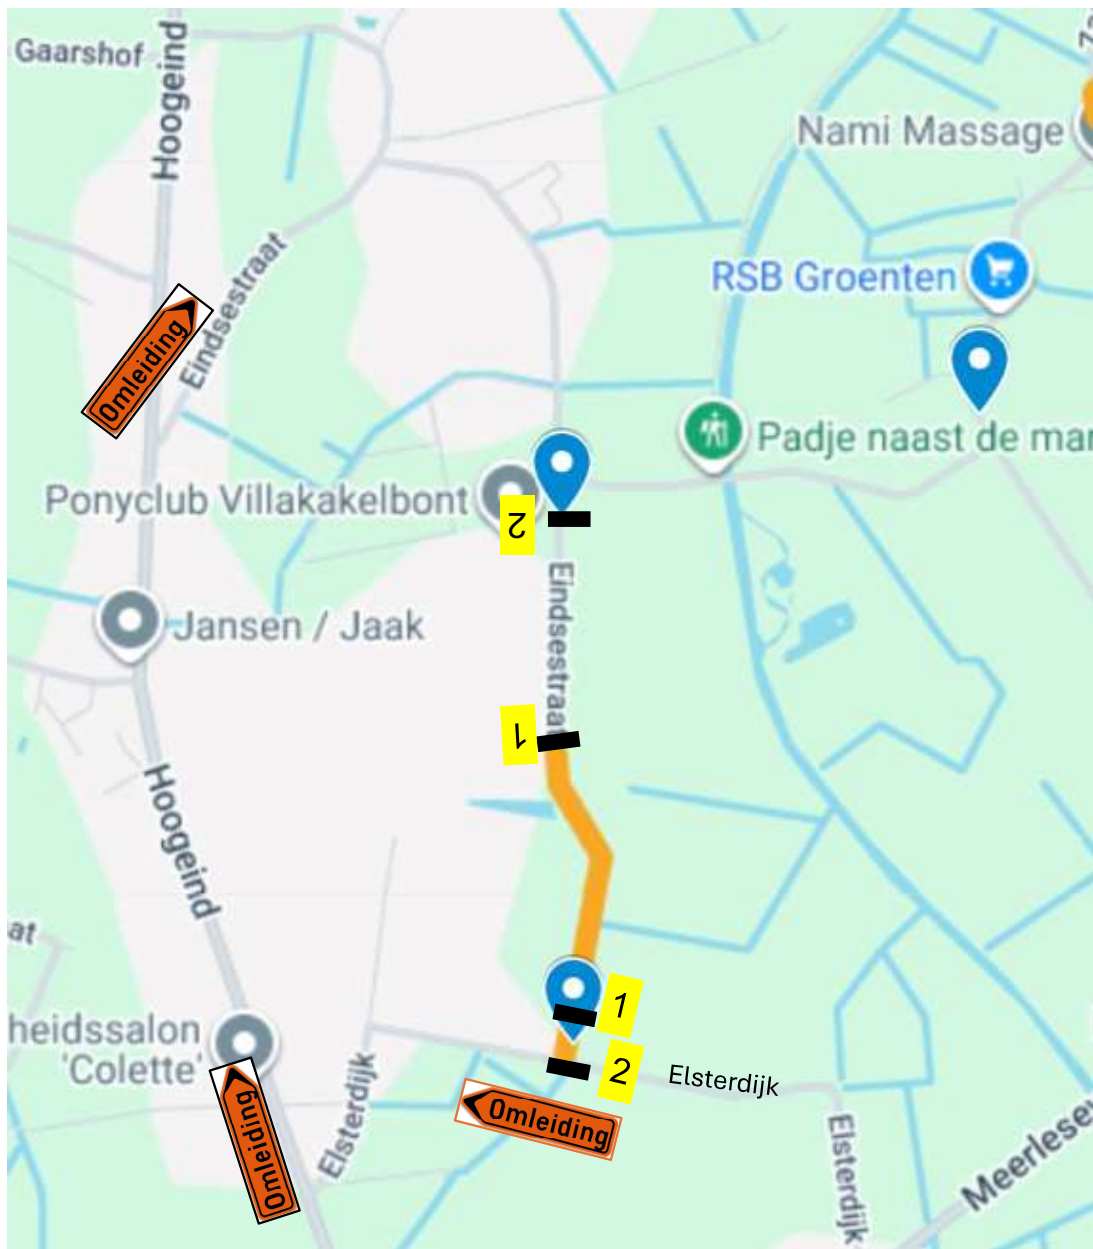 Gaarshof
Hoogeind
Nami Massage
Eindsestraat
RSB Groenten
Omleiding
Padje naast de mar
Ponyclub Villakakelbont
2
Eindsestraat
Jansen / Jaak
1
Hoogeind
at
1
heidssalon
'Colette'
2
Elsterdijk
Elsterdijk
Omleiding
Omleiding
Elsterdijk
Meerlesew